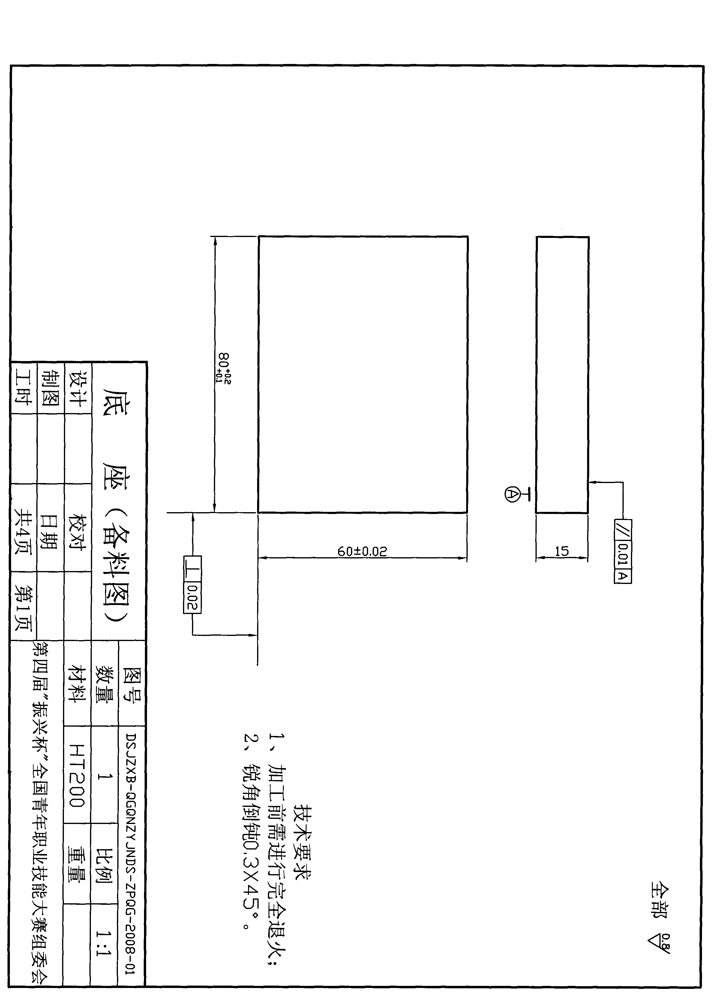 全部 0.8
// 0.01 A
15
A
60±0.02
80+0.2+0.1
⊥ 0.02
技术要求
1、加工前需进行完全退火;
2、锐角倒钝0.3X45°。
底 座（备料图）
图号 DSJZXB-QGQNZYJNDS-ZPQG-2008-01
数量 1 比例 1:1
设计 校对 材料 HT200 重量
制图 日期
工时 共4页 第1页
第四届"振兴杯"全国青年职业技能大赛组委会